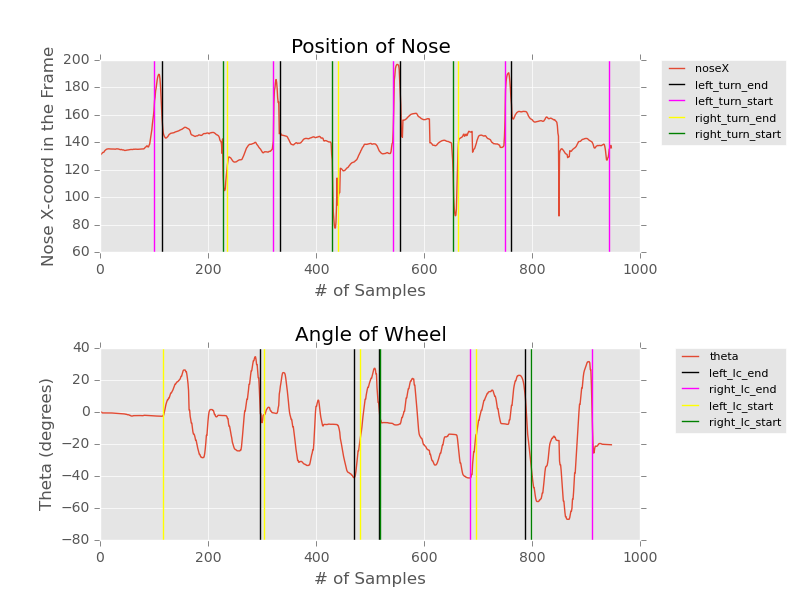 Position of Nose
Nose X-coord in the Frame
200
180
160
140
120
100
80
60
0 200 400 600 800 1000
# of Samples
noseX
left_turn_end
left_turn_start
right_turn_end
right_turn_start
Angle of Wheel
Theta (degrees)
40
20
0
−20
−40
−60
−80
0 200 400 600 800 1000
# of Samples
theta
left_lc_end
right_lc_end
left_lc_start
right_lc_start